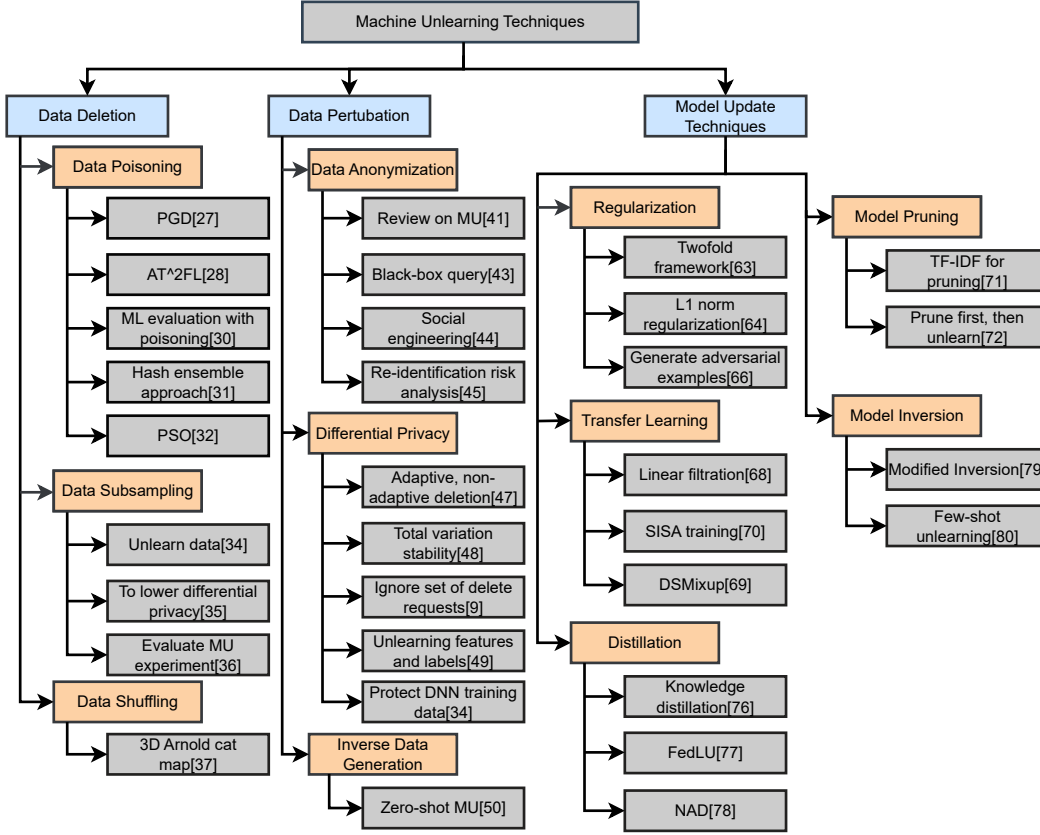 Machine Unlearning Techniques
Data Deletion
Data Poisoning
PGD[27]
AT^2FL[28]
ML evaluation with
poisoning[30]
Hash ensemble
approach[31]
PSO[32]
Data Subsampling
Unlearn data[34]
To lower differential
privacy[35]
Evaluate MU
experiment[36]
Data Shuffling
3D Arnold cat
map[37]
Data Pertubation
Data Anonymization
Review on MU[41]
Black-box query[43]
Social
engineering[44]
Re-identification risk
analysis[45]
Differential Privacy
Adaptive, non-
adaptive deletion[47]
Total variation
stability[48]
Ignore set of delete
requests[9]
Unlearning features
and labels[49]
Protect DNN training
data[34]
Inverse Data
Generation
Zero-shot MU[50]
Model Update
Techniques
Regularization
Twofold
framework[63]
L1 norm
regularization[64]
Generate adversarial
examples[66]
Transfer Learning
Linear filtration[68]
SISA training[70]
DSMixup[69]
Distillation
Knowledge
distillation[76]
FedLU[77]
NAD[78]
Model Pruning
TF-IDF for
pruning[71]
Prune first, then
unlearn[72]
Model Inversion
Modified Inversion[79]
Few-shot
unlearning[80]